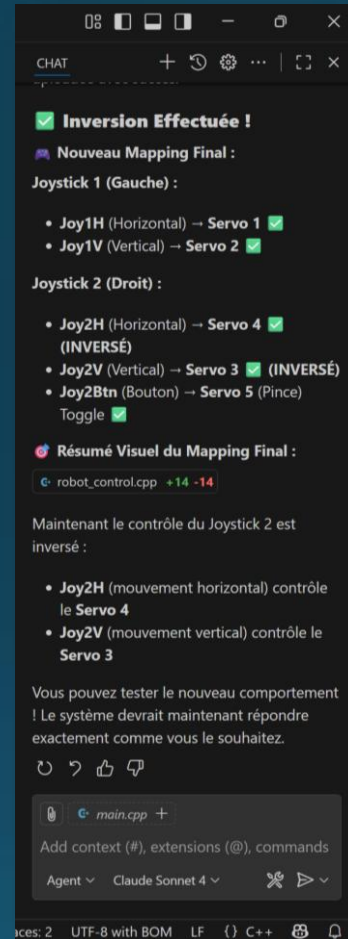 CHAT
✅ Inversion Effectuée !
🎮 Nouveau Mapping Final :
Joystick 1 (Gauche) :
• Joy1H (Horizontal) → Servo 1 ✅
• Joy1V (Vertical) → Servo 2 ✅
Joystick 2 (Droit) :
• Joy2H (Horizontal) → Servo 4 ✅
(INVERSÉ)
• Joy2V (Vertical) → Servo 3 ✅ (INVERSÉ)
• Joy2Btn (Bouton) → Servo 5 (Pince)
Toggle ✅
🎯 Résumé Visuel du Mapping Final :
robot_control.cpp +14 -14
Maintenant le contrôle du Joystick 2 est
inversé :
• Joy2H (mouvement horizontal) contrôle
le Servo 4
• Joy2V (mouvement vertical) contrôle le
Servo 3
Vous pouvez tester le nouveau comportement
! Le système devrait maintenant répondre
exactement comme vous le souhaitez.
main.cpp +
Add context (#), extensions (@), commands
Agent Claude Sonnet 4
aces: 2 UTF-8 with BOM LF {} C++